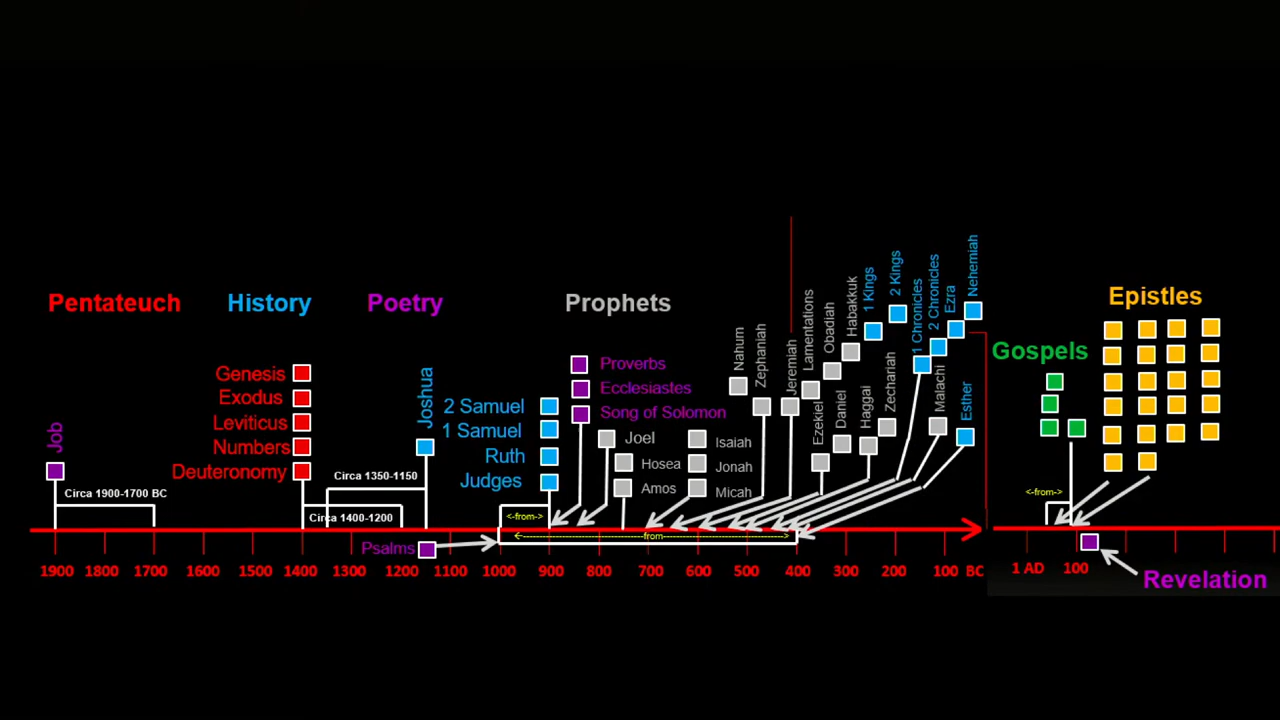 Pentateuch
History
Poetry
Prophets
Epistles
Gospels
Job
Circa 1900-1700 BC
Genesis
Exodus
Leviticus
Numbers
Deuteronomy
Circa 1350-1150
Circa 1400-1200
Joshua
Psalms
2 Samuel
1 Samuel
Ruth
Judges
<-from->
Proverbs
Ecclesiastes
Song of Solomon
Joel
Hosea
Amos
Isaiah
Jonah
Micah
Nahum
Zephaniah
Jeremiah
Lamentations
Obadiah
Habakkuk
1 Kings
2 Kings
1 Chronicles
2 Chronicles
Ezra
Nehemiah
Ezekiel
Daniel
Haggai
Zechariah
Malachi
Esther
<-from->
<------------------------------from----------------------------->
1900 1800 1700 1600 1500 1400 1300 1200 1100 1000 900 800 700 600 500 400 300 200 100 BC 1 AD 100
Revelation